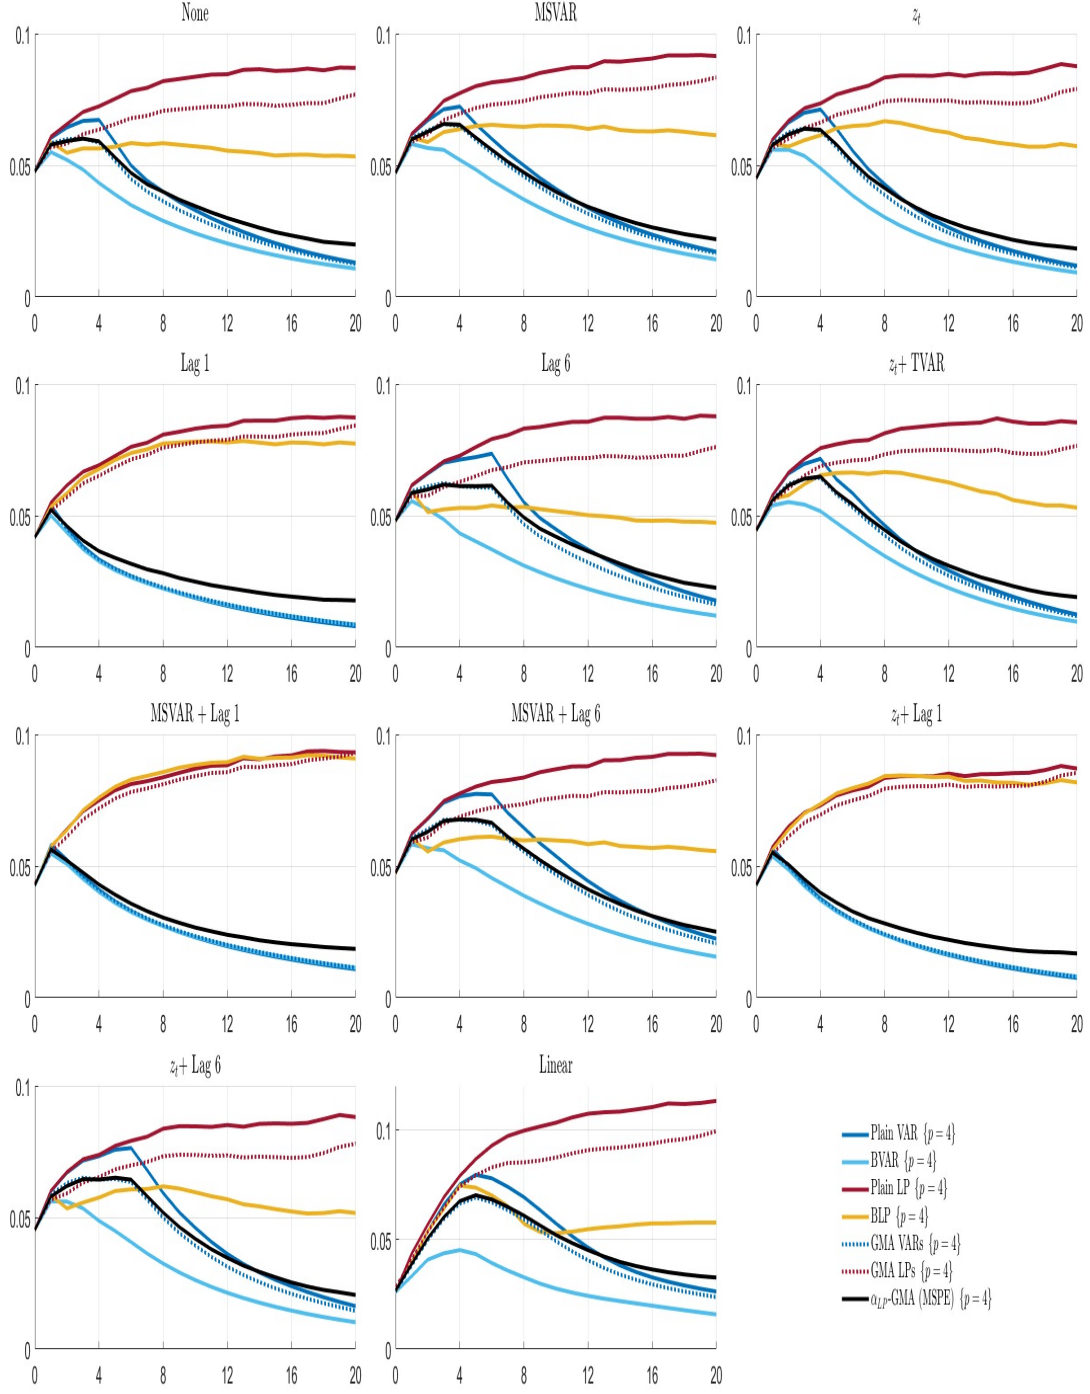 None
MSVAR
z_t
0.1
0.05
0
0 4 8 12 16 20
0.1
0.05
0
0 4 8 12 16 20
0.1
0.05
0
0 4 8 12 16 20
Lag 1
Lag 6
z_t+ TVAR
0.1
0.05
0
0 4 8 12 16 20
0.1
0.05
0
0 4 8 12 16 20
0.1
0.05
0
0 4 8 12 16 20
MSVAR + Lag 1
MSVAR + Lag 6
z_t+ Lag 1
0.1
0.05
0
0 4 8 12 16 20
0.1
0.05
0
0 4 8 12 16 20
0.1
0.05
0
0 4 8 12 16 20
z_t+ Lag 6
Linear
0.1
0.05
0
0 4 8 12 16 20
0.1
0.05
0
0 4 8 12 16 20
Plain VAR {p = 4}
BVAR {p = 4}
Plain LP {p = 4}
BLP {p = 4}
GMA VARs {p = 4}
GMA LPs {p = 4}
α_LP-GMA (MSPE) {p = 4}